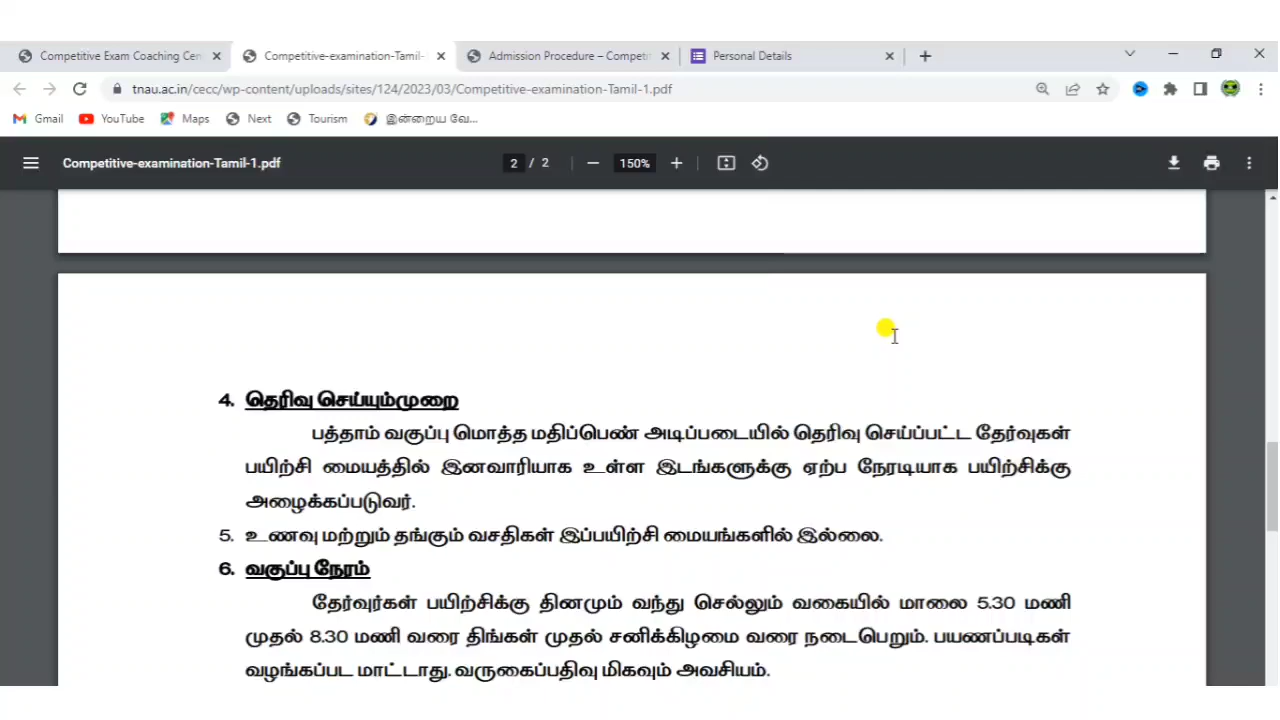 Competitive Exam Coaching Cen
Competitive-examination-Tamil-
Admission Procedure – Competit
Personal Details
tnau.ac.in/cecc/wp-content/uploads/sites/124/2023/03/Competitive-examination-Tamil-1.pdf
Gmail YouTube Maps Next Tourism இன்றைய வே...
Competitive-examination-Tamil-1.pdf 2 / 2 150%
4. தெரிவு செய்யும்முறை
பத்தாம் வகுப்பு மொத்த மதிப்பெண் அடிப்படையில் தெரிவு செய்ப்பட்ட தேர்வுகள்
பயிற்சி மையத்தில் இனவாரியாக உள்ள இடங்களுக்கு ஏற்ப நேரடியாக பயிற்சிக்கு
அழைக்கப்படுவர்.
5. உணவு மற்றும் தங்கும் வசதிகள் இப்பயிற்சி மையங்களில் இல்லை.
6. வகுப்பு நேரம்
தேர்வுர்கள் பயிற்சிக்கு தினமும் வந்து செல்லும் வகையில் மாலை 5.30 மணி
முதல் 8.30 மணி வரை திங்கள் முதல் சனிக்கிழமை வரை நடைபெறும். பயணப்படிகள்
வழங்கப்பட மாட்டாது. வருகைப்பதிவு மிகவும் அவசியம்.